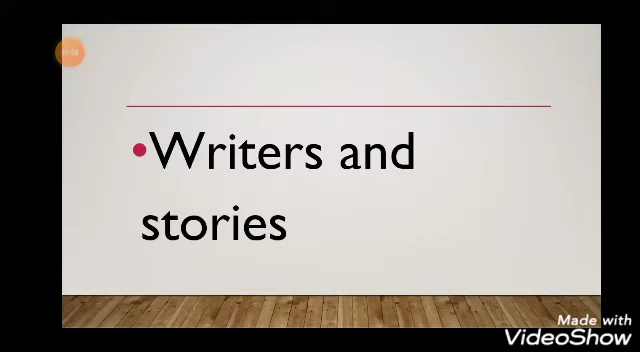 •Writers and
stories
Made with
VideoShow